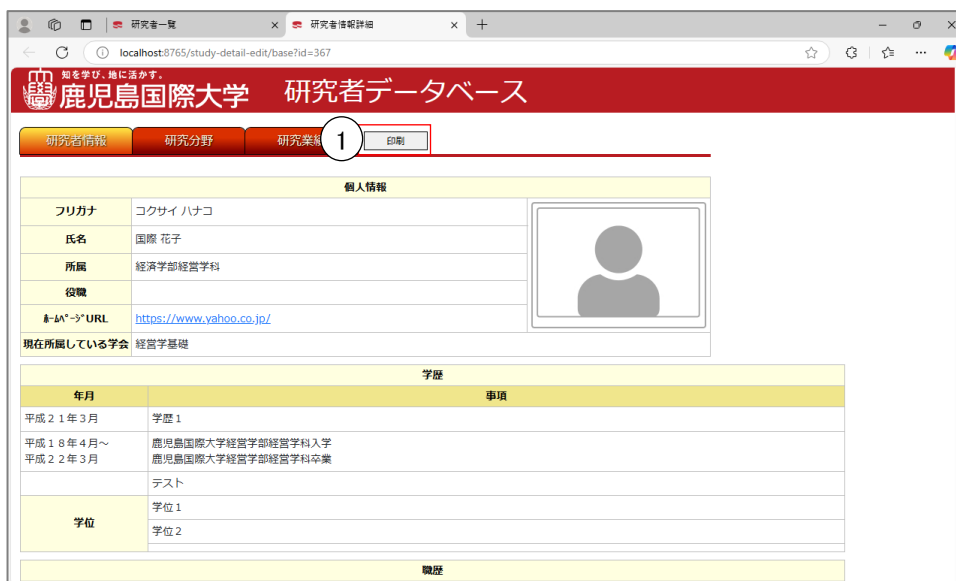 研究者一覧
研究者情報詳細
localhost:8765/study-detail-edit/base?id=367
知を学び、地に活かす。
鹿児島国際大学 研究者データベース
研究者情報
研究分野
研究業
1
印刷
個人情報
フリガナ コクサイ ハナコ
氏名 国際 花子
所属 経済学部経営学科
役職
ﾎｰﾑﾍﾟｰｼﾞURL https://www.yahoo.co.jp/
現在所属している学会 経営学基礎
学歴
年月 事項
平成２１年３月 学歴１
平成１８年４月～ 鹿児島国際大学経営学部経営学科入学
平成２２年３月 鹿児島国際大学経営学部経営学科卒業
テスト
学位 学位１
学位２
職歴